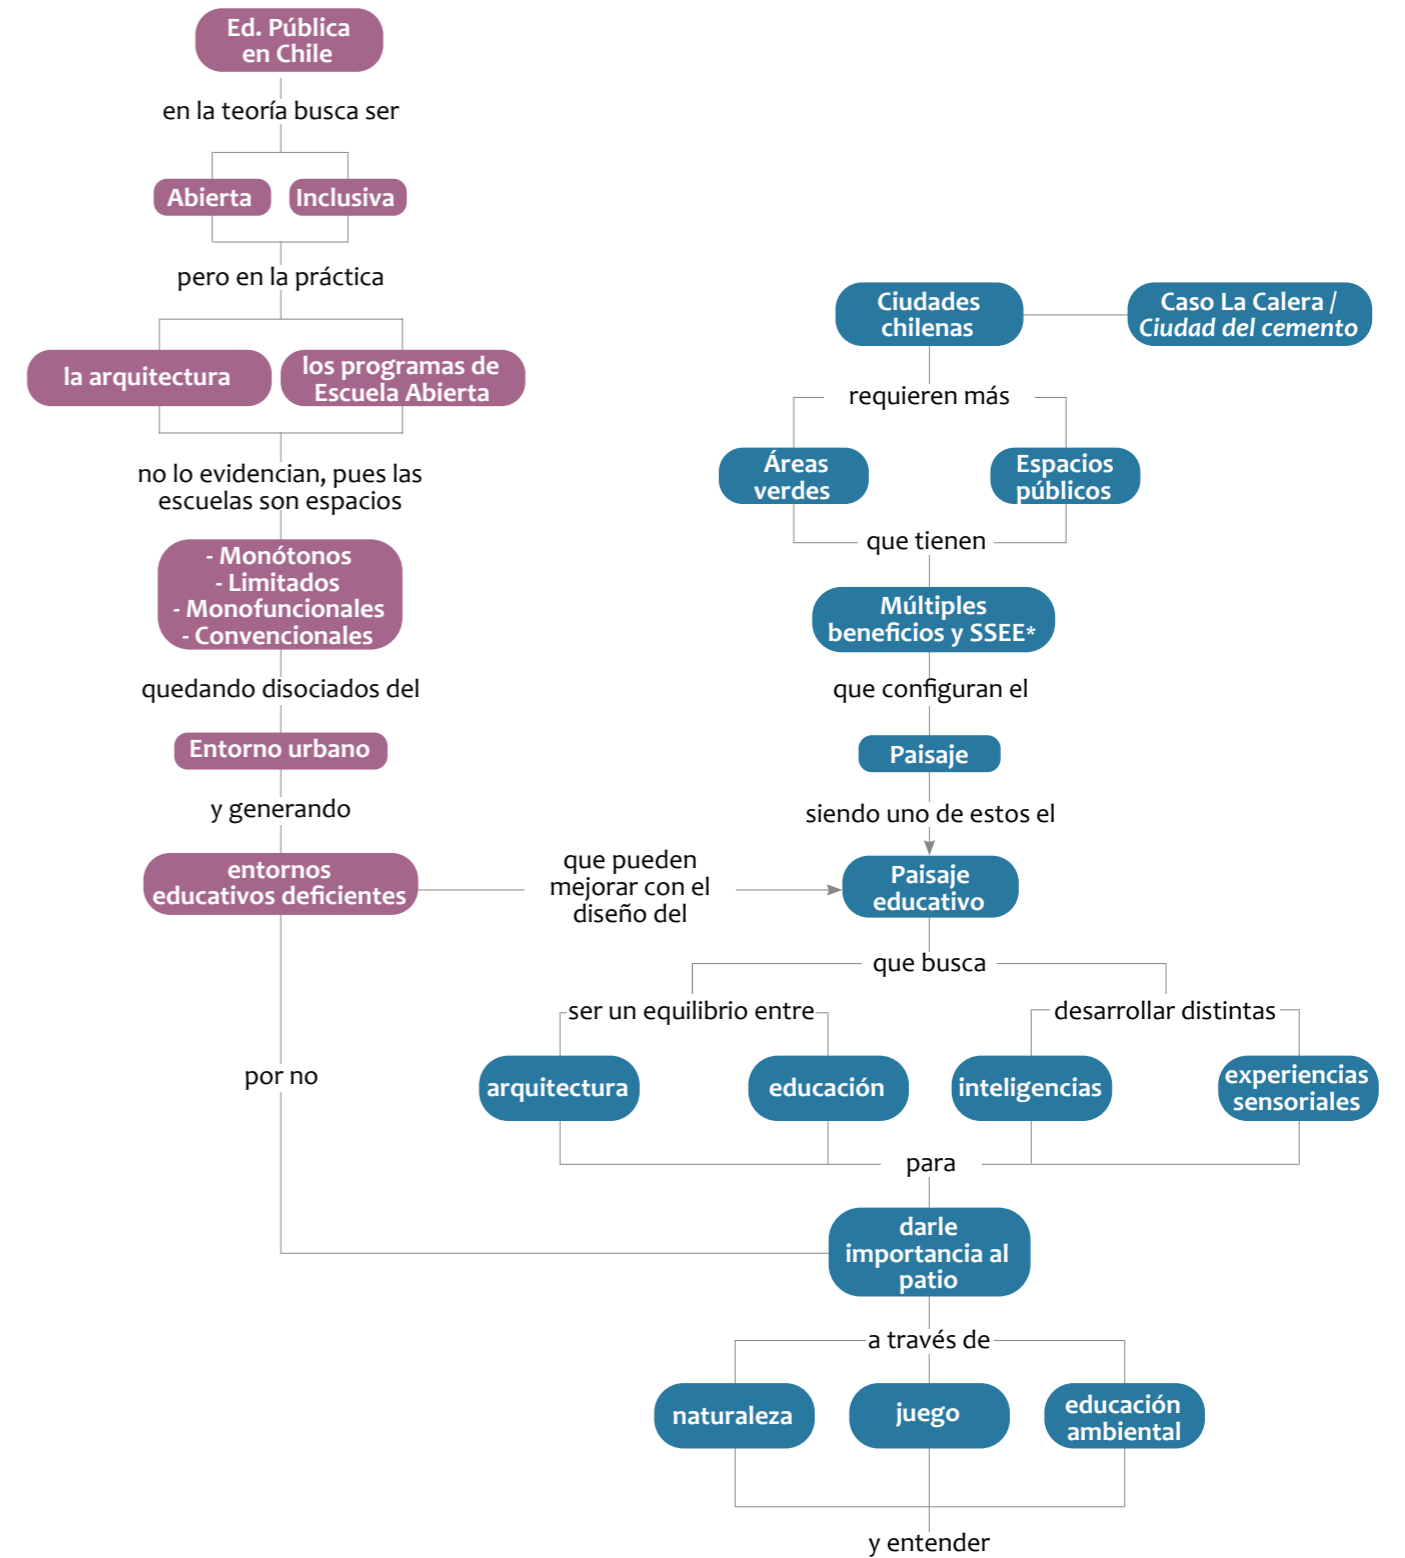 Ed. Pública
en Chile
en la teoría busca ser
Abierta
Inclusiva
pero en la práctica
la arquitectura
los programas de
Escuela Abierta
no lo evidencian, pues las
escuelas son espacios
- Monótonos
- Limitados
- Monofuncionales
- Convencionales
quedando disociados del
Entorno urbano
y generando
entornos
educativos deficientes
que pueden
mejorar con el
diseño del
por no
Ciudades
chilenas
Caso La Calera /
Ciudad del cemento
requieren más
Áreas
verdes
Espacios
públicos
que tienen
Múltiples
beneficios y SSEE*
que configuran el
Paisaje
siendo uno de estos el
Paisaje
educativo
que busca
ser un equilibrio entre
desarrollar distintas
arquitectura
educación
inteligencias
experiencias
sensoriales
para
darle
importancia al
patio
a través de
naturaleza
juego
educación
ambiental
y entender